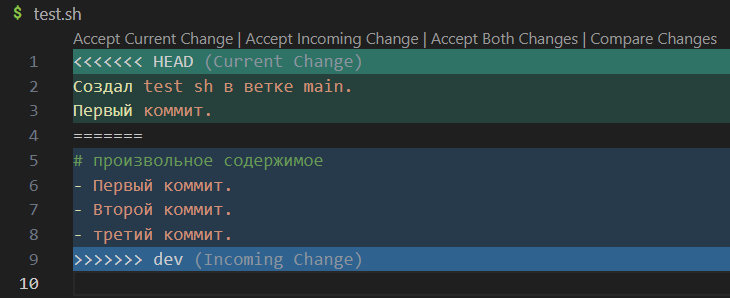 $ test.sh
Accept Current Change | Accept Incoming Change | Accept Both Changes | Compare Changes
1 <<<<<<< HEAD (Current Change)
2 Создал test sh в ветке main.
3 Первый коммит.
4 =======
5 # произвольное содержимое
6 - Первый коммит.
7 - Второй коммит.
8 - третий коммит.
9 >>>>>>> dev (Incoming Change)
10